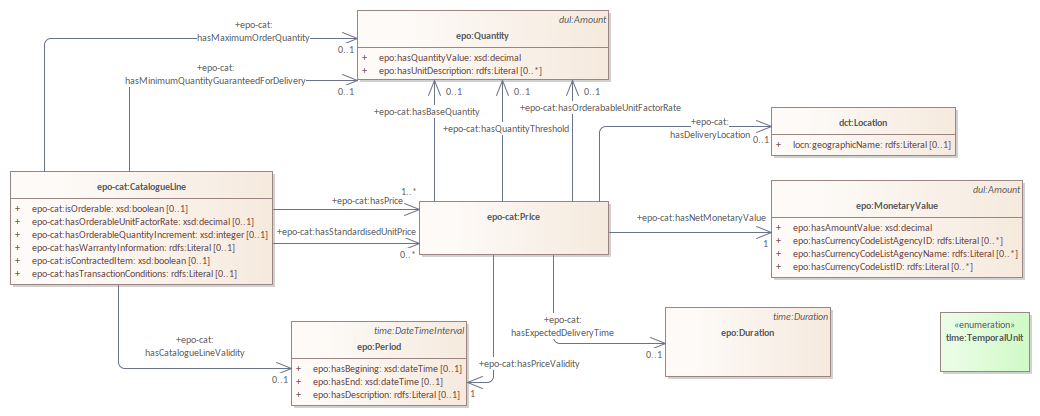 +epo-cat:
hasMaximumOrderQuantity
0..1
+epo-cat:
hasMinimumQuantityGuaranteedForDelivery
0..1
dul:Amount
epo:Quantity
+ epo:hasQuantityValue: xsd:decimal
+ epo:hasUnitDescription: rdfs:Literal [0..*]
0..1
0..1
0..1
+epo-cat:hasBaseQuantity
+epo-cat:hasQuantityThreshold
+epo-cat:hasOrderabableUnitFactorRate
+epo-cat:
hasDeliveryLocation
0..1
dct:Location
+ locn:geographicName: rdfs:Literal [0..1]
epo-cat:CatalogueLine
+ epo-cat:isOrderable: xsd:boolean [0..1]
+ epo-cat:hasOrderableUnitFactorRate: xsd:decimal [0..1]
+ epo-cat:hasOrderableQuantityIncrement: xsd:integer [0..1]
+ epo-cat:hasWarrantyInformation: rdfs:Literal [0..1]
+ epo-cat:isContractedItem: xsd:boolean [0..1]
+ epo-cat:hasTransactionConditions: rdfs:Literal [0..1]
1..*
+epo-cat:hasPrice
+epo-cat:hasStandardisedUnitPrice
0..*
epo-cat:Price
+epo-cat:hasNetMonetaryValue
1
dul:Amount
epo:MonetaryValue
+ epo:hasAmountValue: xsd:decimal
+ epo:hasCurrencyCodeListAgencyID: rdfs:Literal [0..*]
+ epo:hasCurrencyCodeListAgencyName: rdfs:Literal [0..*]
+ epo:hasCurrencyCodeListID: rdfs:Literal [0..*]
+epo-cat:
hasCatalogueLineValidity
0..1
time:DateTimeInterval
epo:Period
+ epo:hasBegining: xsd:dateTime [0..1]
+ epo:hasEnd: xsd:dateTime [0..1]
+ epo:hasDescription: rdfs:Literal [0..1]
+epo-cat:hasPriceValidity
1
+epo-cat:
hasExpectedDeliveryTime
0..1
time:Duration
epo:Duration
«enumeration»
time:TemporalUnit